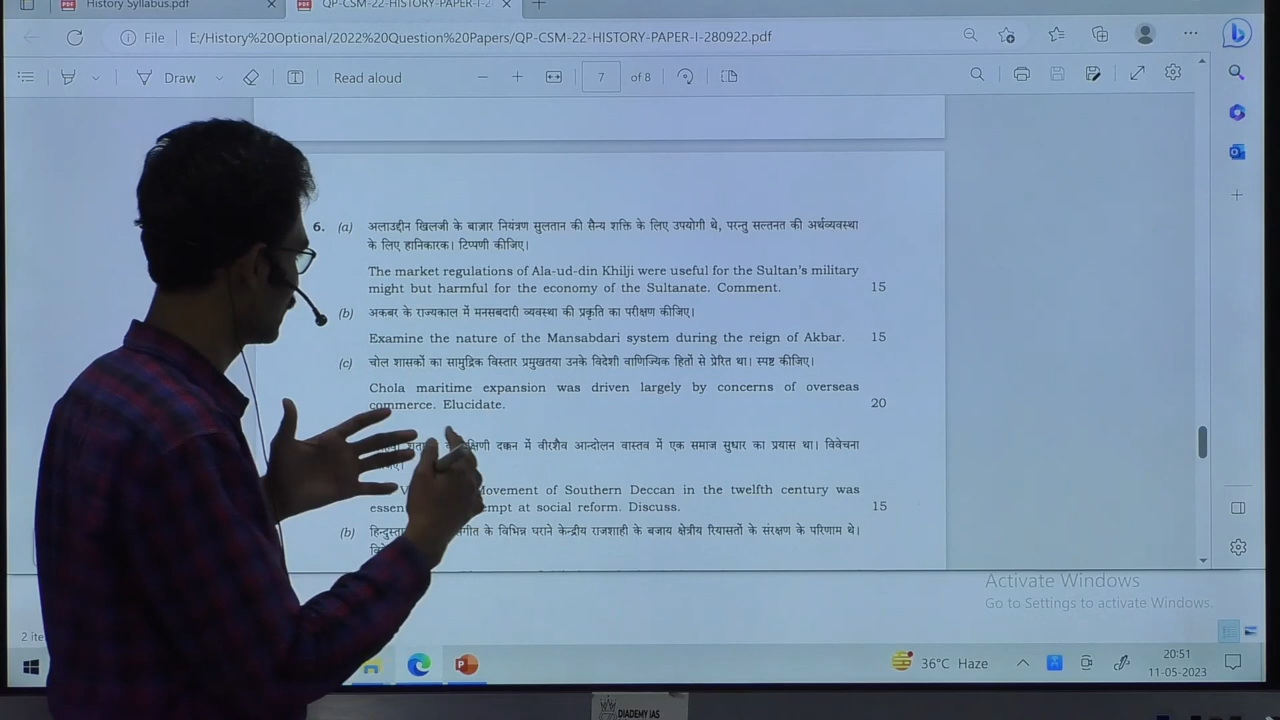 History Syllabus.pdf
QP-CSM-22-HISTORY-PAPER-I-2
File E:/History%20Optional/2022%20Question%20Papers/QP-CSM-22-HISTORY-PAPER-I-280922.pdf
Draw Read aloud 7 of 8
6. (a) अलाउद्दीन खिलजी के बाज़ार नियंत्रण सुलतान की सैन्य शक्ति के लिए उपयोगी थे, परन्तु सल्तनत की अर्थव्यवस्था
के लिए हानिकारक। टिप्पणी कीजिए।
The market regulations of Ala-ud-din Khilji were useful for the Sultan's military
might but harmful for the economy of the Sultanate. Comment. 15
(b) अकबर के राज्यकाल में मनसबदारी व्यवस्था की प्रकृति का परीक्षण कीजिए।
Examine the nature of the Mansabdari system during the reign of Akbar. 15
(c) चोल शासकों का सामुद्रिक विस्तार प्रमुखतया उनके विदेशी वाणिज्यिक हितों से प्रेरित था। स्पष्ट कीजिए।
Chola maritime expansion was driven largely by concerns of overseas
commerce. Elucidate. 20
दक्कन में वीरशैव आन्दोलन वास्तव में एक समाज सुधार का प्रयास था। विवेचना
Movement of Southern Deccan in the twelfth century was
at social reform. Discuss. 15
(b) के विभिन्न घराने केन्द्रीय राजशाही के बजाय क्षेत्रीय रियासतों के संरक्षण के परिणाम थे।
Activate Windows
Go to Settings to activate Windows.
36°C Haze
20:51
11-05-2023
DIADEMY IAS